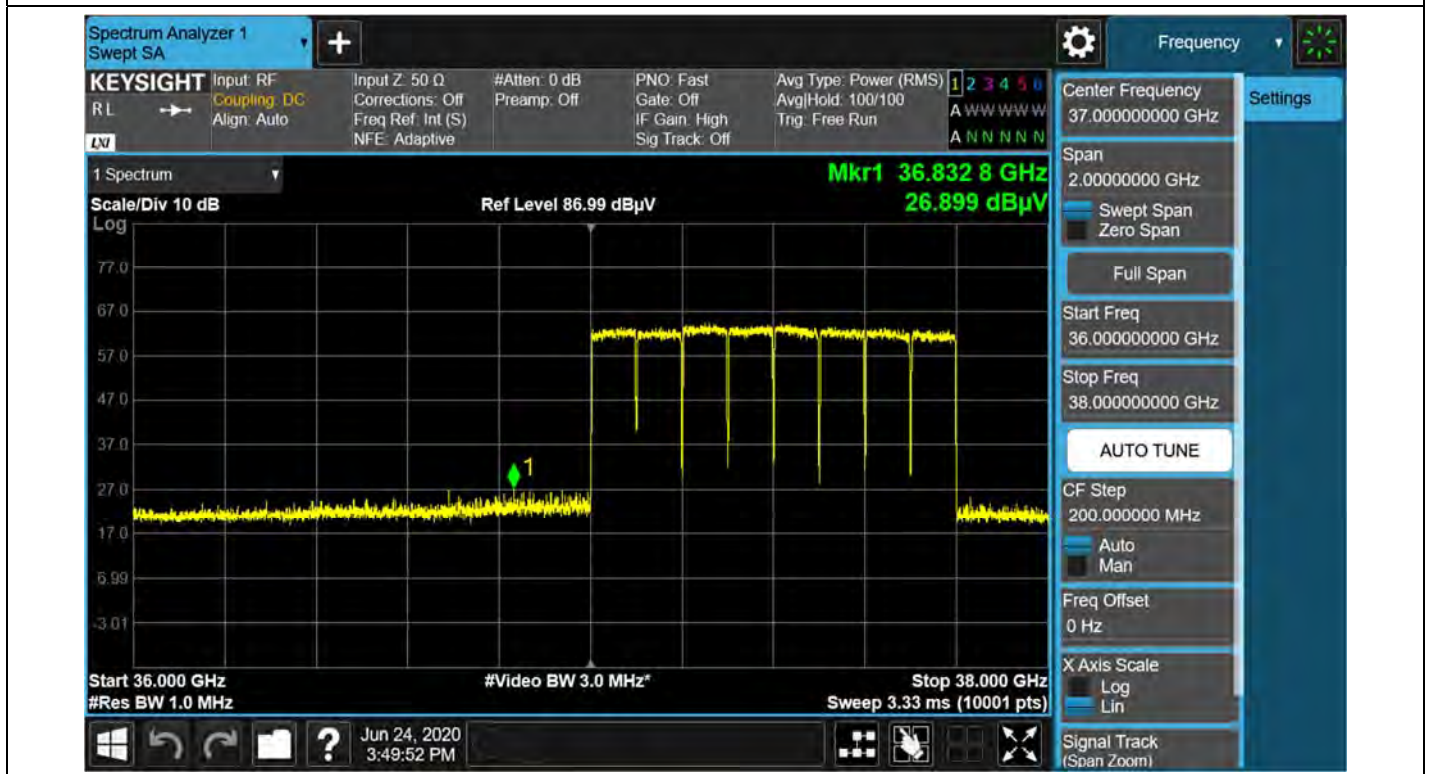 Spectrum Analyzer 1
Swept SA
+
Frequency
KEYSIGHT
R L
LXI
Input: RF
Coupling: DC
Align: Auto
Input Z: 50 Ω
Corrections: Off
Freq Ref: Int (S)
NFE: Adaptive
#Atten: 0 dB
Preamp: Off
PNO: Fast
Gate: Off
IF Gain: High
Sig Track: Off
Avg Type: Power (RMS)
Avg|Hold: 100/100
Trig: Free Run
1 2 3 4 5 6
A W W W W W
A N N N N N
1 Spectrum
Scale/Div 10 dB
Log
Ref Level 86.99 dBµV
Mkr1 36.832 8 GHz
26.899 dBµV
77.0
67.0
57.0
47.0
37.0
27.0
17.0
6.99
-3.01
1
Start 36.000 GHz
#Res BW 1.0 MHz
#Video BW 3.0 MHz*
Stop 38.000 GHz
Sweep 3.33 ms (10001 pts)
Center Frequency
37.000000000 GHz
Settings
Span
2.00000000 GHz
Swept Span
Zero Span
Full Span
Start Freq
36.000000000 GHz
Stop Freq
38.000000000 GHz
AUTO TUNE
CF Step
200.000000 MHz
Auto
Man
Freq Offset
0 Hz
X Axis Scale
Log
Lin
Signal Track
(Span Zoom)
?
Jun 24, 2020
3:49:52 PM